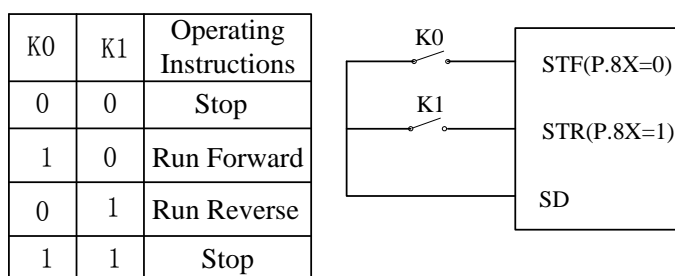 K0 K1 Operating Instructions
0 0 Stop
1 0 Run Forward
0 1 Run Reverse
1 1 Stop
K0
STF(P.8X=0)
K1
STR(P.8X=1)
SD